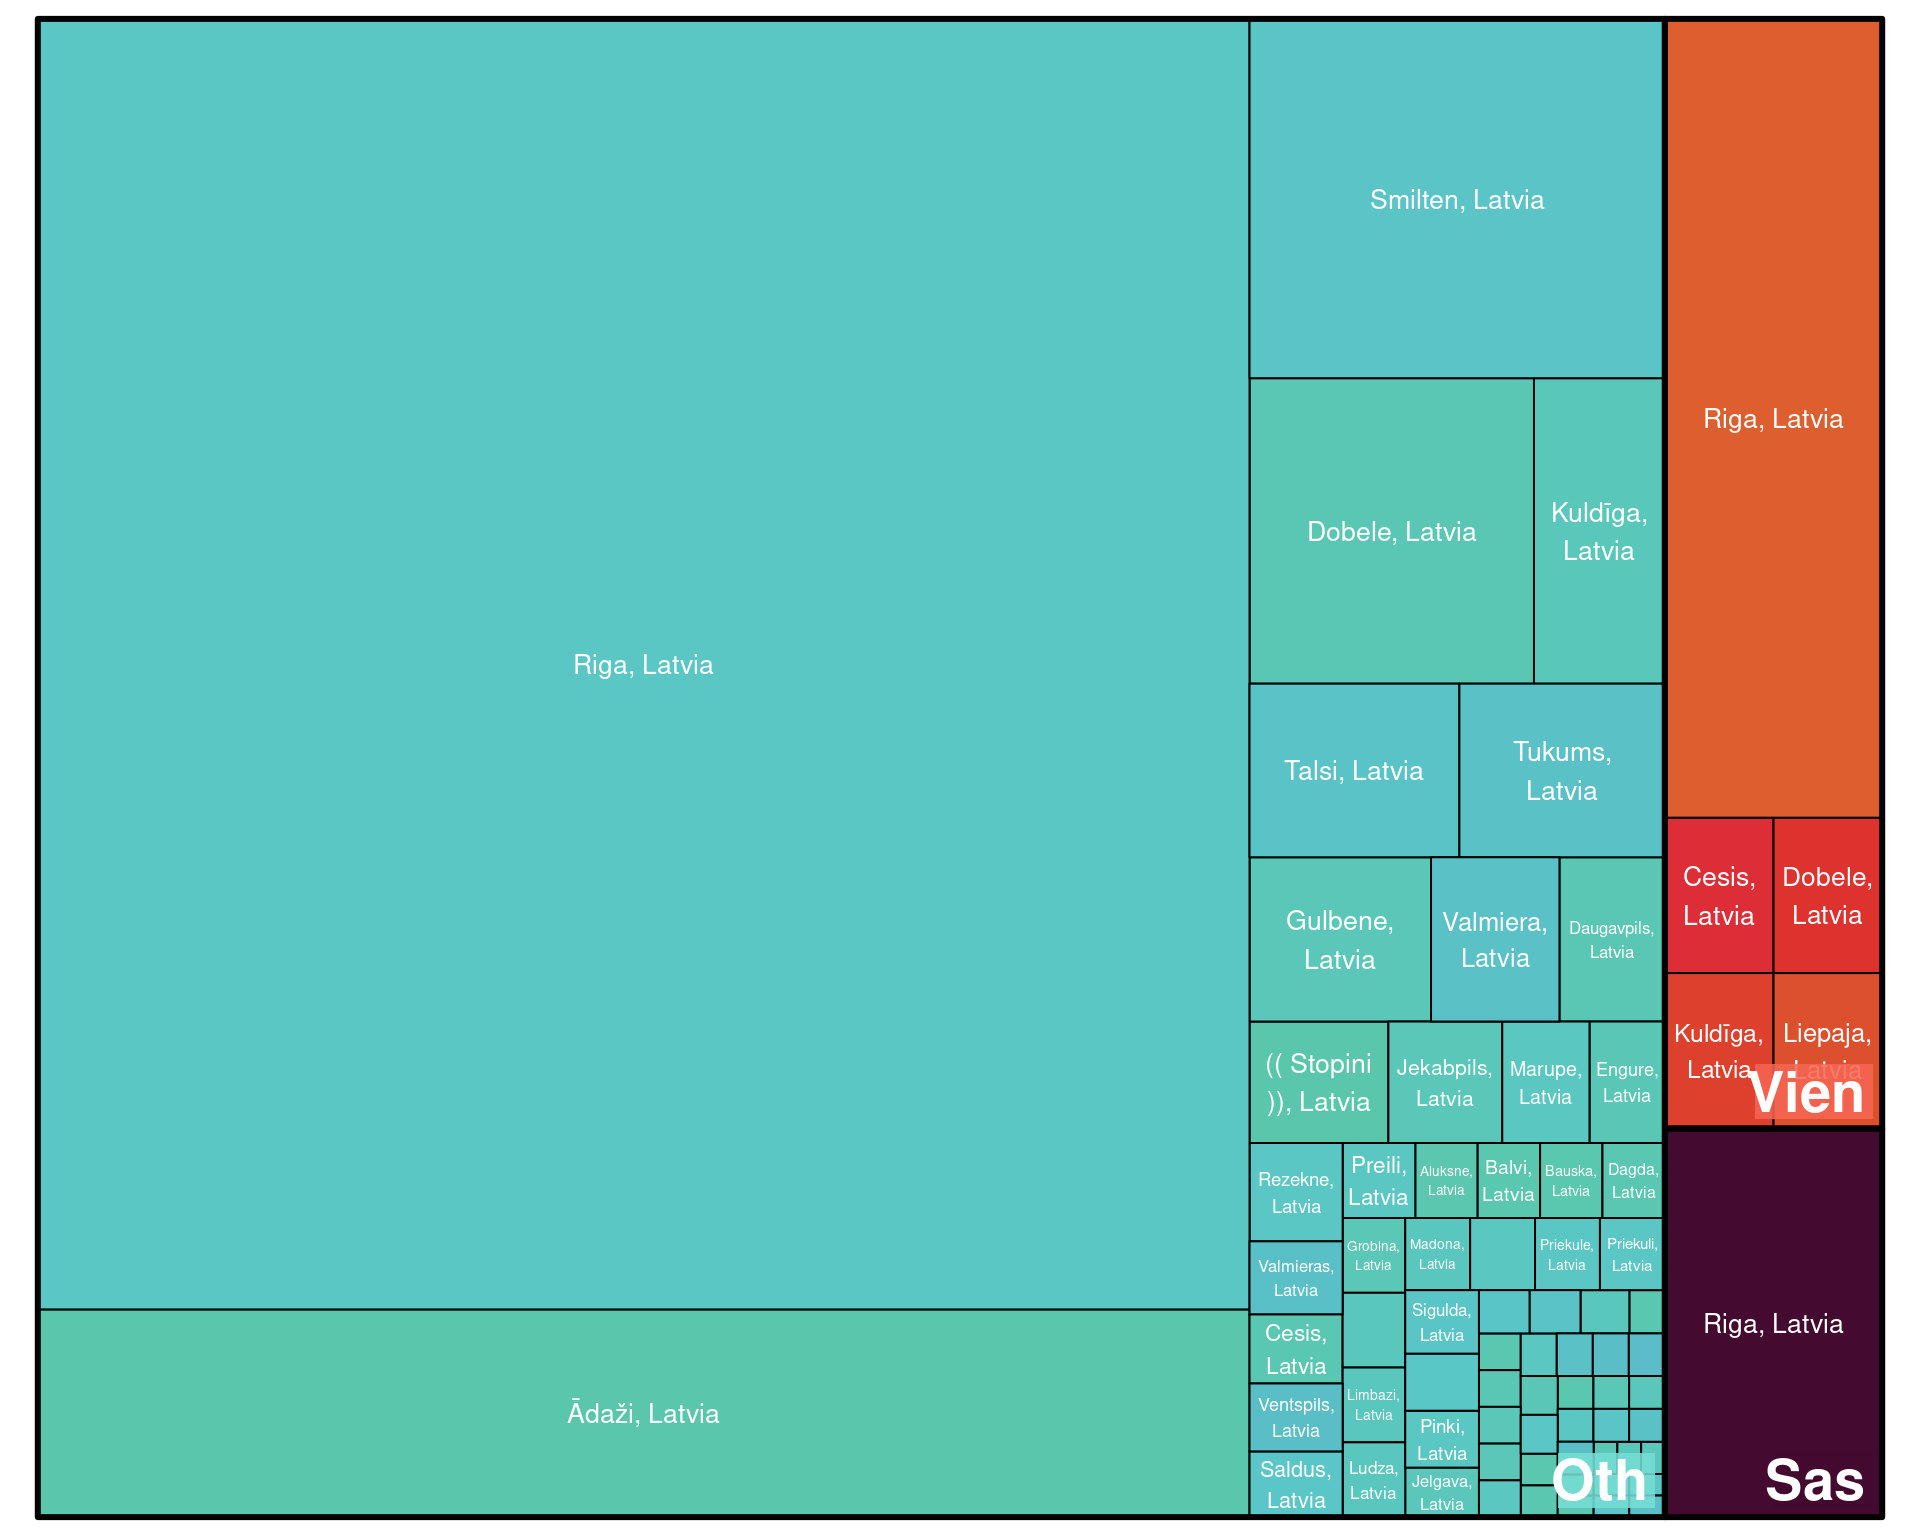 Riga, Latvia
Ādaži, Latvia
Smilten, Latvia
Dobele, Latvia
Kuldīga,
Latvia
Talsi, Latvia
Tukums,
Latvia
Gulbene,
Latvia
Valmiera,
Latvia
Daugavpils,
Latvia
(( Stopini
)), Latvia
Jekabpils,
Latvia
Marupe,
Latvia
Engure,
Latvia
Rezekne,
Latvia
Valmieras,
Latvia
Cesis,
Latvia
Ventspils,
Latvia
Saldus,
Latvia
Preili,
Latvia
Aluksne,
Latvia
Balvi,
Latvia
Bauska,
Latvia
Dagda,
Latvia
Grobina,
Latvia
Madona,
Latvia
Priekule,
Latvia
Priekuli,
Latvia
Limbazi,
Latvia
Ludza,
Latvia
Sigulda,
Latvia
Pinki,
Latvia
Jelgava,
Latvia
Oth
Riga, Latvia
Cesis,
Latvia
Dobele,
Latvia
Kuldīga,
Latvia
Liepaja,
Latvia
Vien
Riga, Latvia
Sas